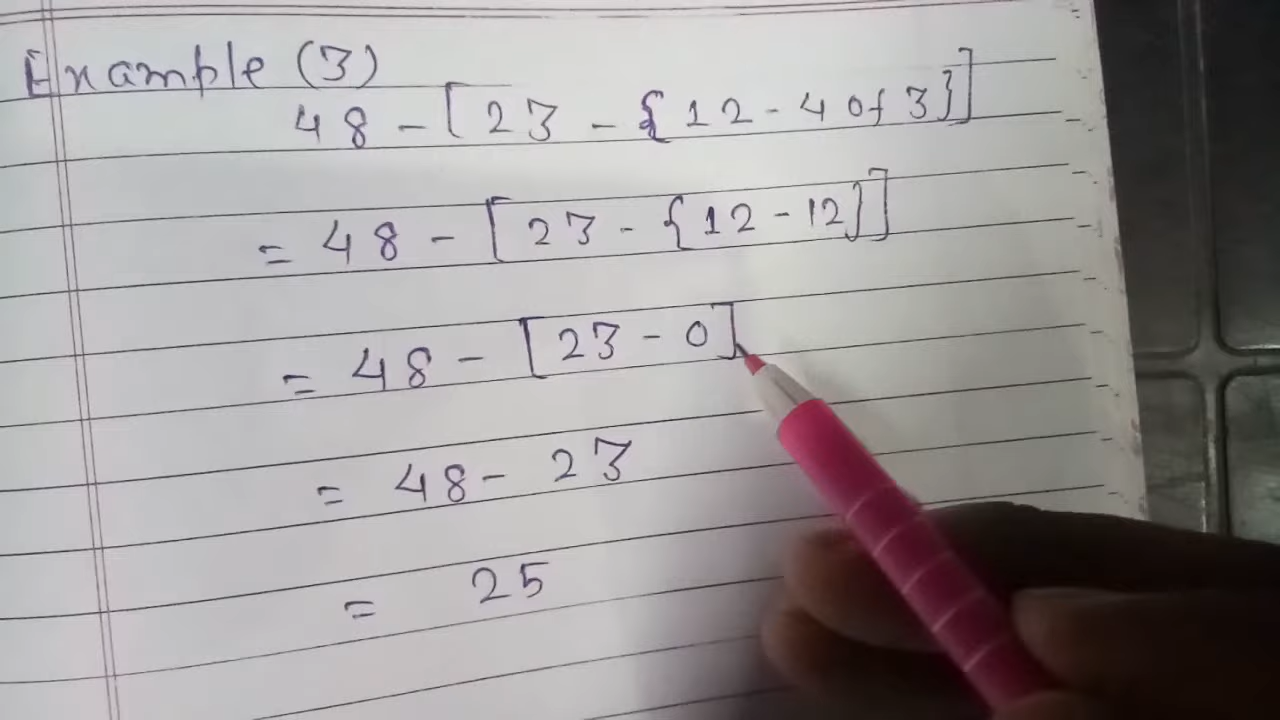 Example (3)
48 - [23 - {12 - 4 of 3}]
= 48 - [23 - {12 - 12}]
= 48 - [23 - 0]
= 48 - 23
= 25